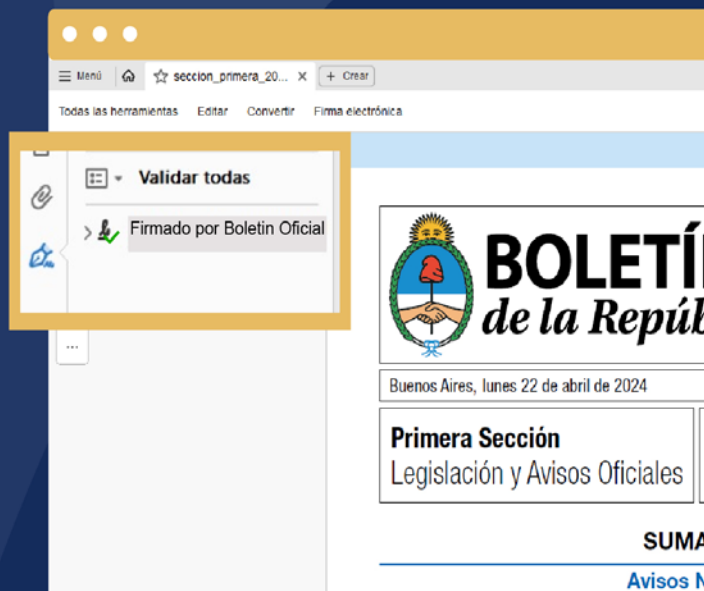 Menú
seccion_primera_20... X
+ Crear
Todas las herramientas Editar Convertir Firma electrónica
Validar todas
Firmado por Boletin Oficial
...
BOLETÍ
de la Repúb
Buenos Aires, lunes 22 de abril de 2024
Primera Sección
Legislación y Avisos Oficiales
SUMA
Avisos N